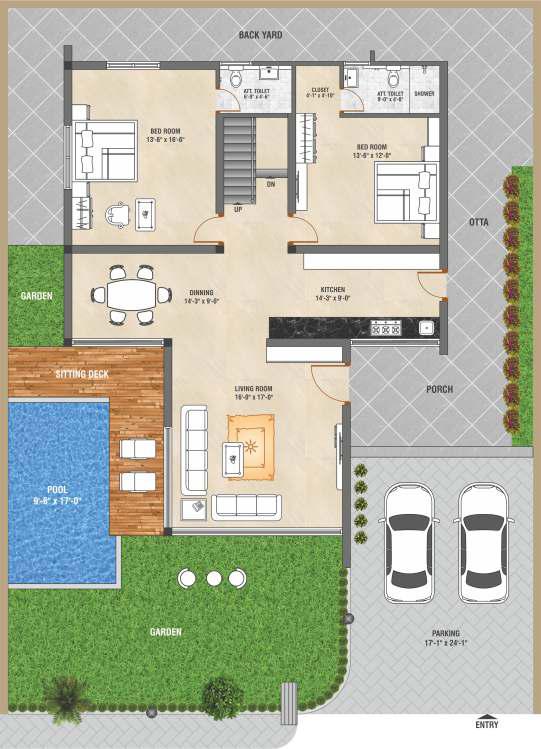 BACK YARD
ATT. TOILET
6'-9" x 4'-6"
CLOSET
4'-1" x 4'-10"
ATT. TOILET
9'-0" x 4'-6"
SHOWER
BED ROOM
13'-6" x 16'-6"
BED ROOM
13'-6" x 12'-0"
DN
UP
OTTA
GARDEN
DINNING
14'-3" x 9'-0"
KITCHEN
14'-3" x 9'-0"
SITTING DECK
LIVING ROOM
16'-0" x 17'-0"
PORCH
POOL
9'-6" x 17'-0"
GARDEN
PARKING
17'-1" x 24'-1"
ENTRY